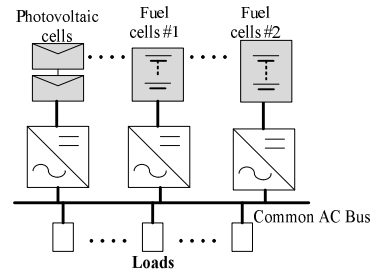 Photovoltaic
cells
Fuel
cells #1
Fuel
cells #2
Common AC Bus
Loads